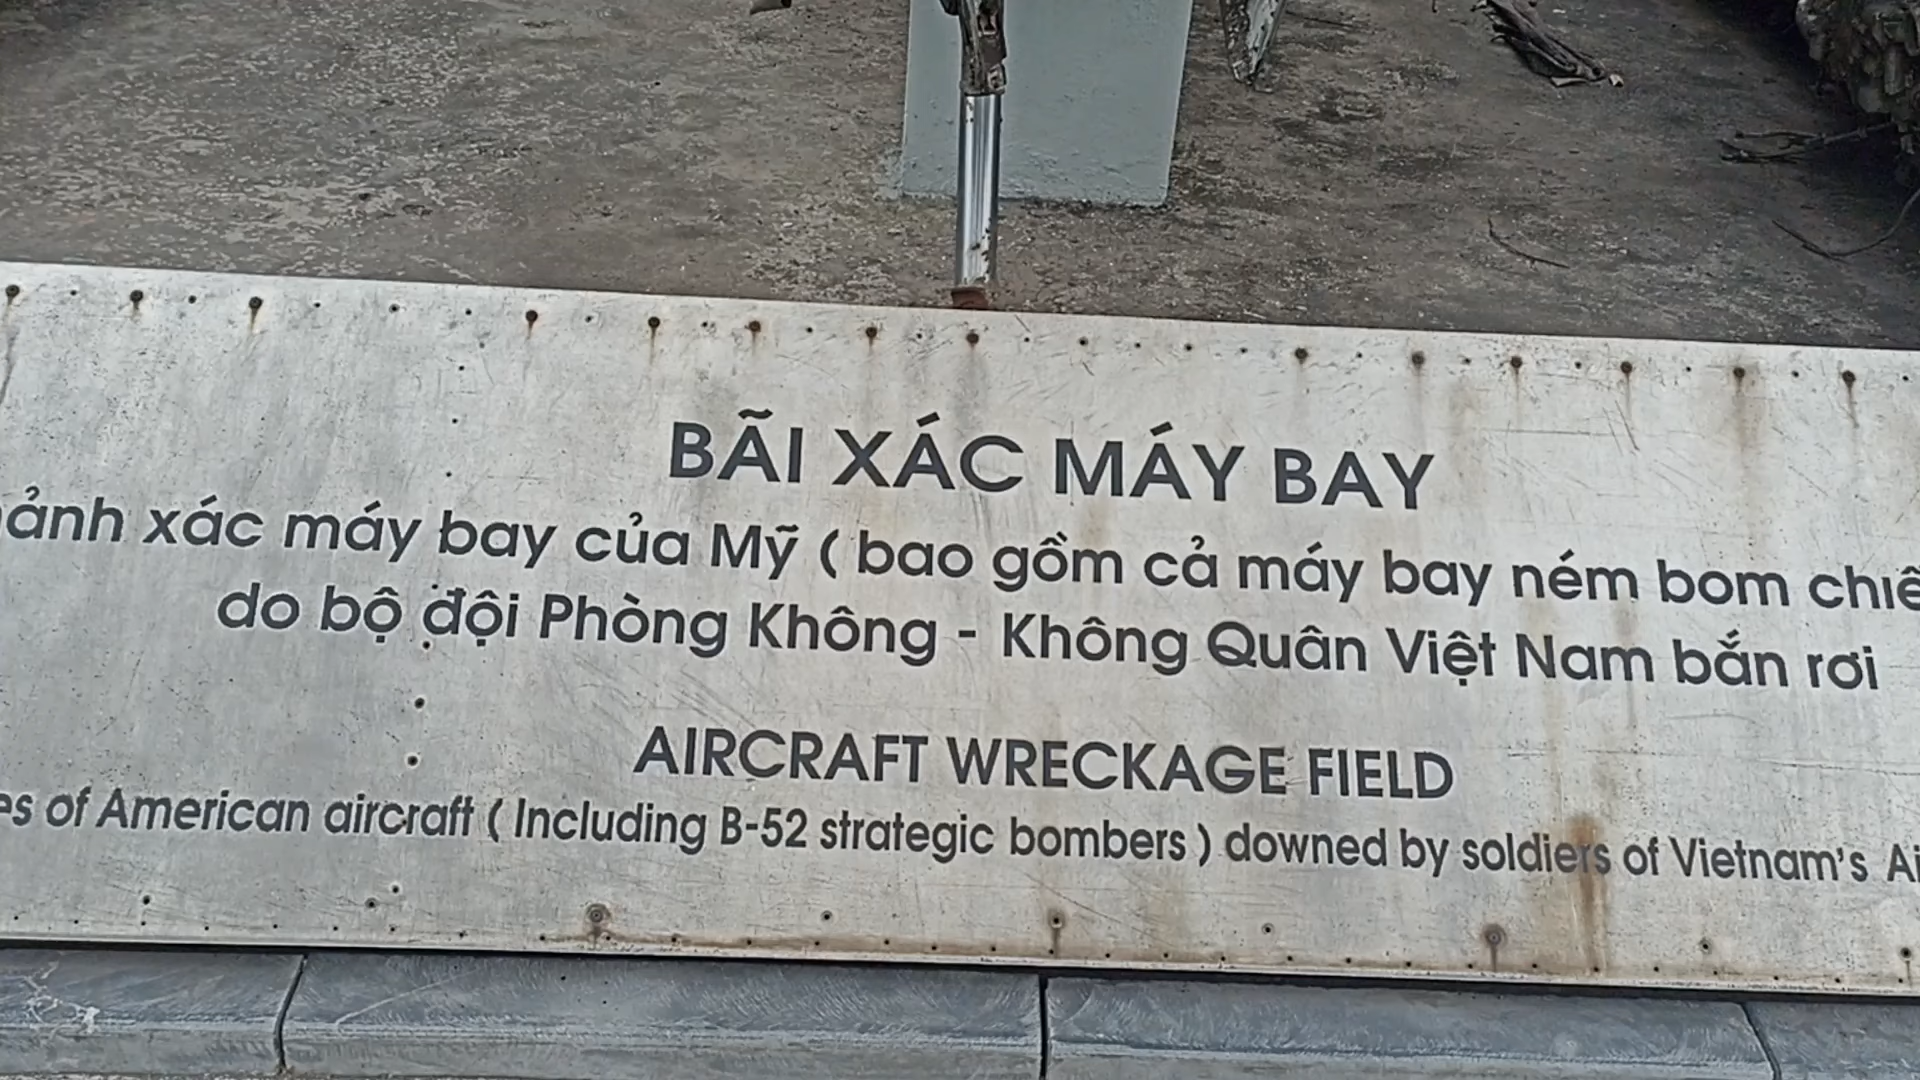 BÃI XÁC MÁY BAY
ảnh xác máy bay của Mỹ ( bao gồm cả máy bay ném bom chiế
do bộ đội Phòng Không - Không Quân Việt Nam bắn rơi
AIRCRAFT WRECKAGE FIELD
es of American aircraft ( Including B-52 strategic bombers ) downed by soldiers of Vietnam's Ai